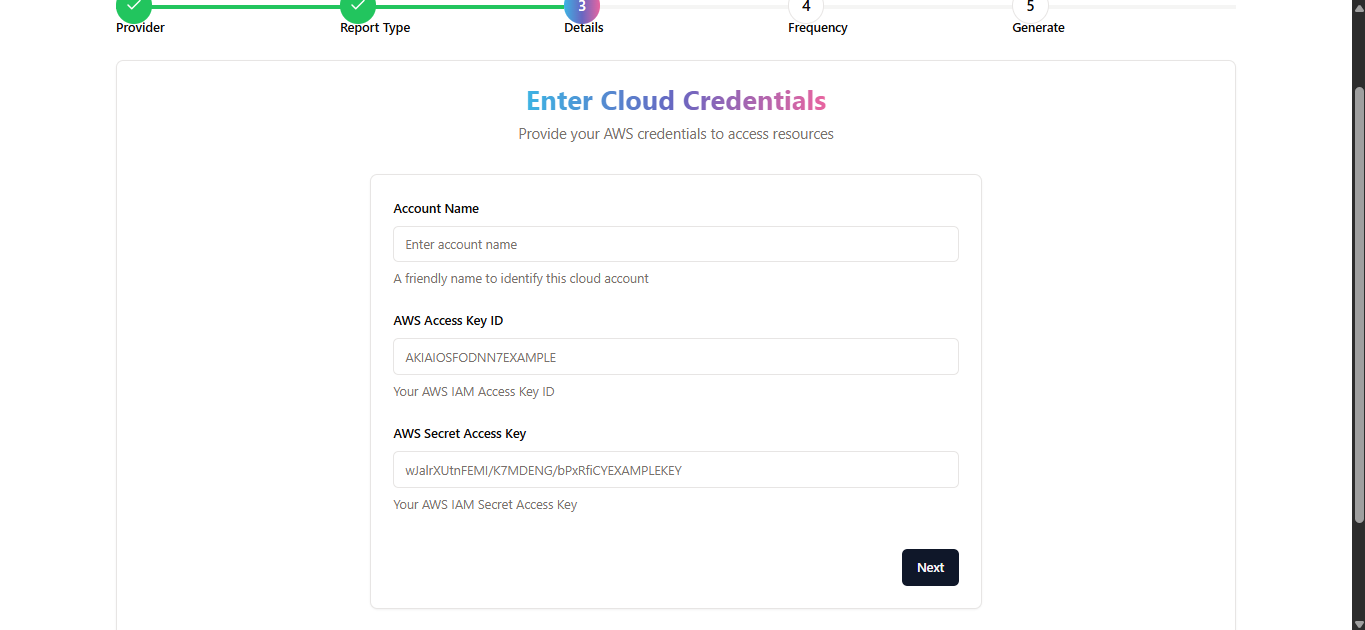 3 4 5
Provider Report Type Details Frequency Generate
Enter Cloud Credentials
Provide your AWS credentials to access resources
Account Name
Enter account name
A friendly name to identify this cloud account
AWS Access Key ID
AKIAIOSFODNN7EXAMPLE
Your AWS IAM Access Key ID
AWS Secret Access Key
wJalrXUtnFEMI/K7MDENG/bPxRfiCYEXAMPLEKEY
Your AWS IAM Secret Access Key
Next